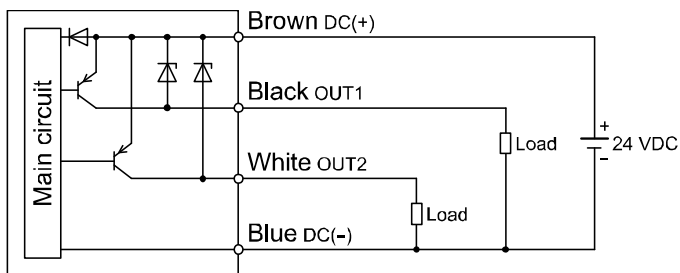 Main circuit
Brown DC(+)
Black OUT1
White OUT2
Blue DC(−)
Load
Load
+
24 VDC
−